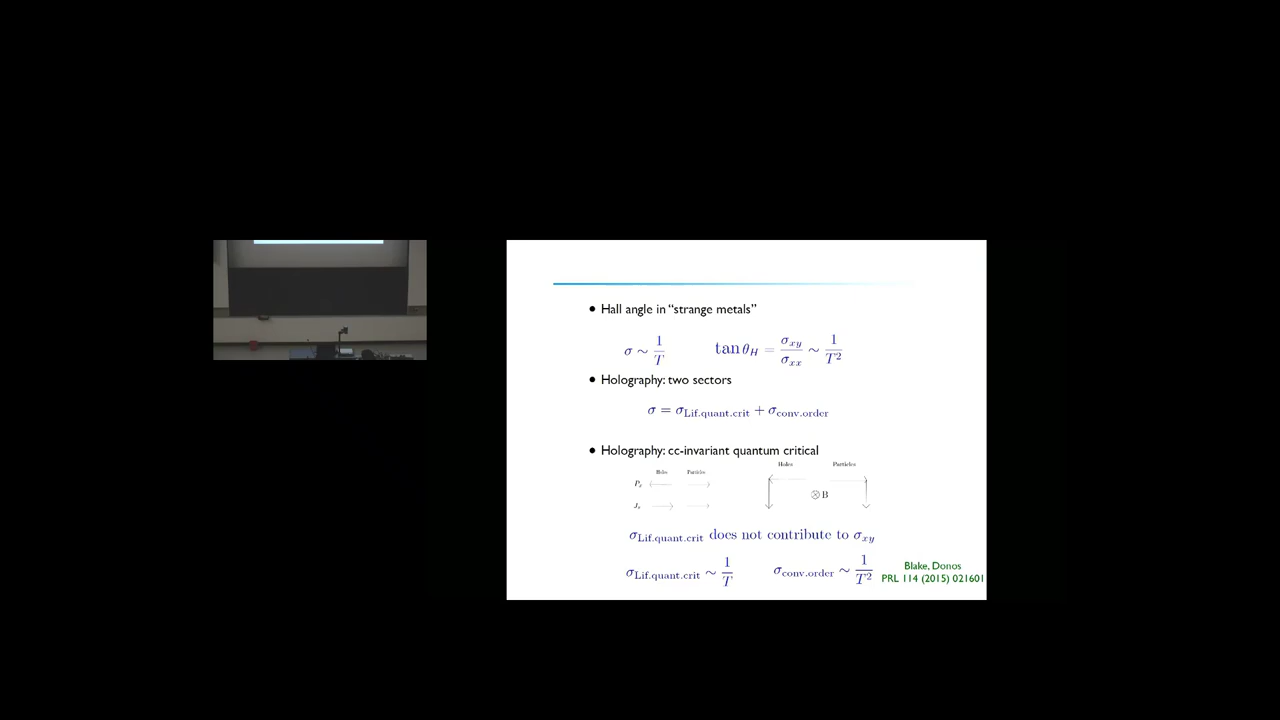 • Hall angle in “strange metals”
σ ∼ 1/T    tan θ_H = σ_xy/σ_xx ∼ 1/T²
• Holography: two sectors
σ = σ_Lif.quant.crit + σ_conv.order
• Holography: cc-invariant quantum critical
Holes Particles    Holes Particles
P_x
⊗ B
J_x
σ_Lif.quant.crit does not contribute to σ_xy
σ_Lif.quant.crit ∼ 1/T    σ_conv.order ∼ 1/T²
Blake, Donos
PRL 114 (2015) 021601